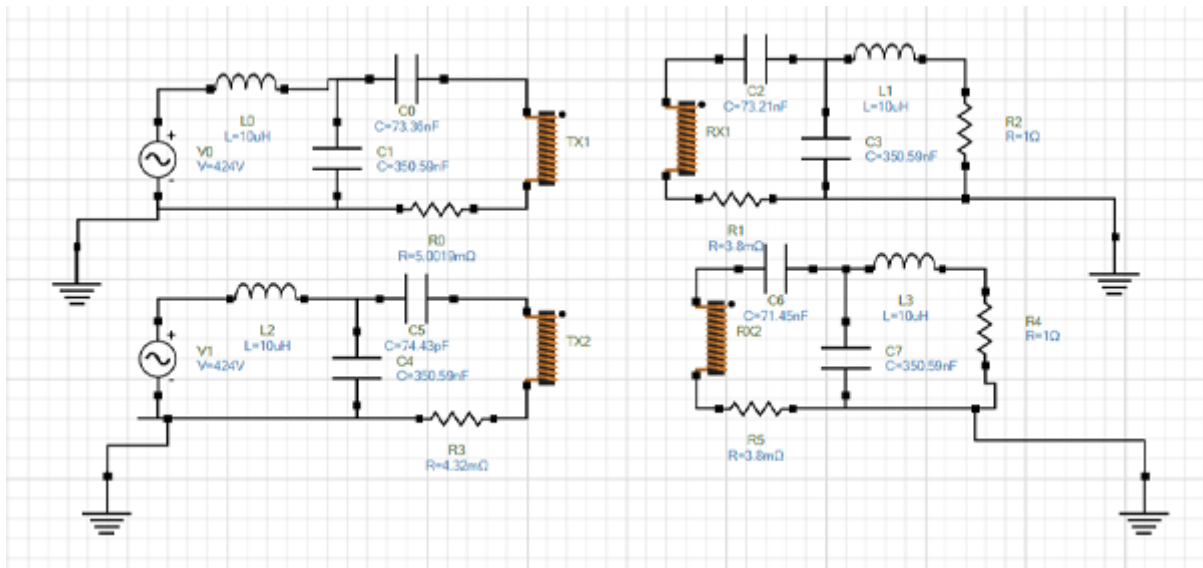 L0
L=10uH
V0
V=424V
+
-
C1
C=350.59nF
C0
C=73.36nF
TX1
R0
R=5.0019mΩ
RX1
C2
C=73.21nF
L1
L=10uH
C3
C=350.59nF
R2
R=1Ω
R1
R=3.8mΩ
L2
L=10uH
V1
V=424V
+
-
C5
C=74.43pF
C4
C=350.59nF
TX2
R3
R=4.32mΩ
RX2
C6
C=71.45nF
L3
L=10uH
C7
C=350.59nF
R4
R=1Ω
R5
R=3.8mΩ